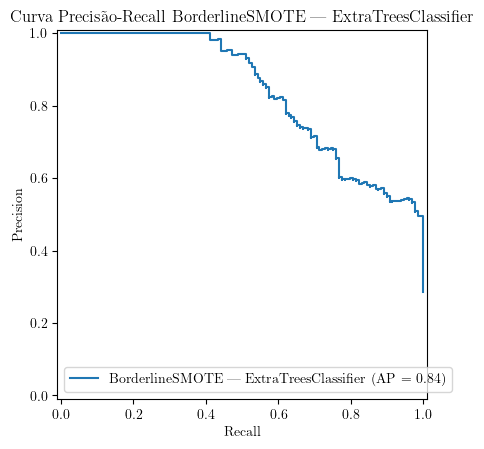 Curva Precisão-Recall BorderlineSMOTE — ExtraTreesClassifier
1.0
0.8
0.6
0.4
0.2
0.0
Precision
BorderlineSMOTE — ExtraTreesClassifier (AP = 0.84)
0.0 0.2 0.4 0.6 0.8 1.0
Recall